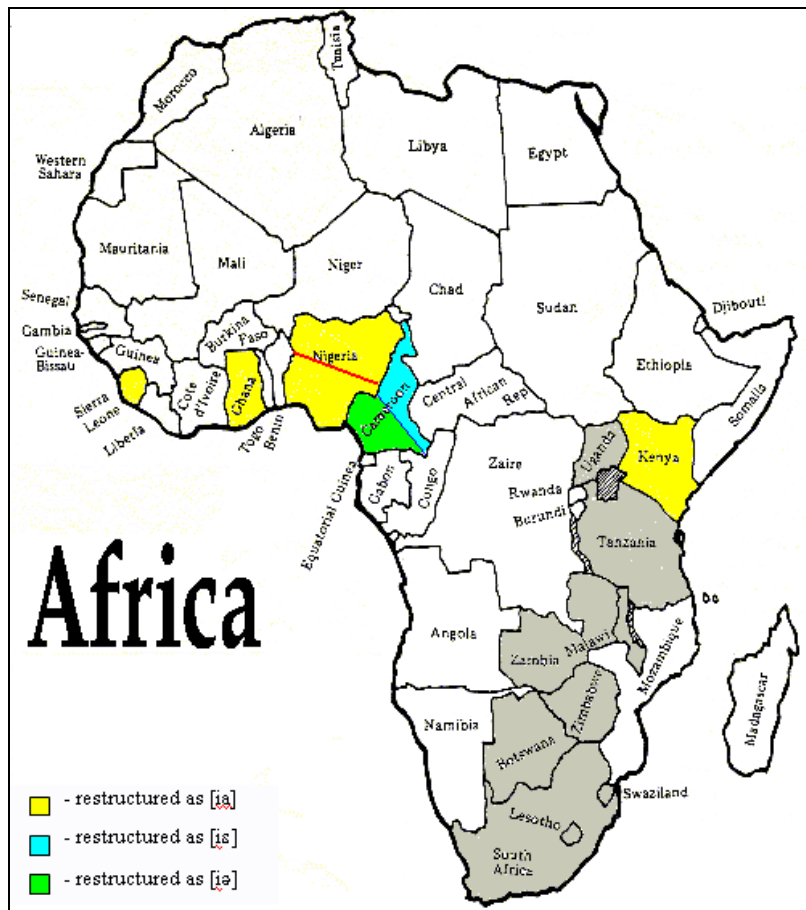 Tunisia
Morocco
Algeria
Libya
Egypt
Western
Sahara
Mauritania
Mali
Niger
Chad
Sudan
Senegal
Gambia
Guinea-
Bissau
Guinea
Burkina
Faso
Nigeria
Djibouti
Ethiopia
Somalia
Sierra
Leone
Liberia
Cote
d'Ivoire
Ghana
Togo
Benin
Cameroon
Central
African Rep
Equatorial Guinea
Gabon
Congo
Zaire
Uganda
Kenya
Rwanda
Burundi
Tanzania
Africa
Angola
Zambia
Malawi
Mozambique
Madagascar
Namibia
Zimbabwe
Botswana
Swaziland
Lesotho
South
Africa
- restructured as [ia]
- restructured as [iɛ]
- restructured as [iə]